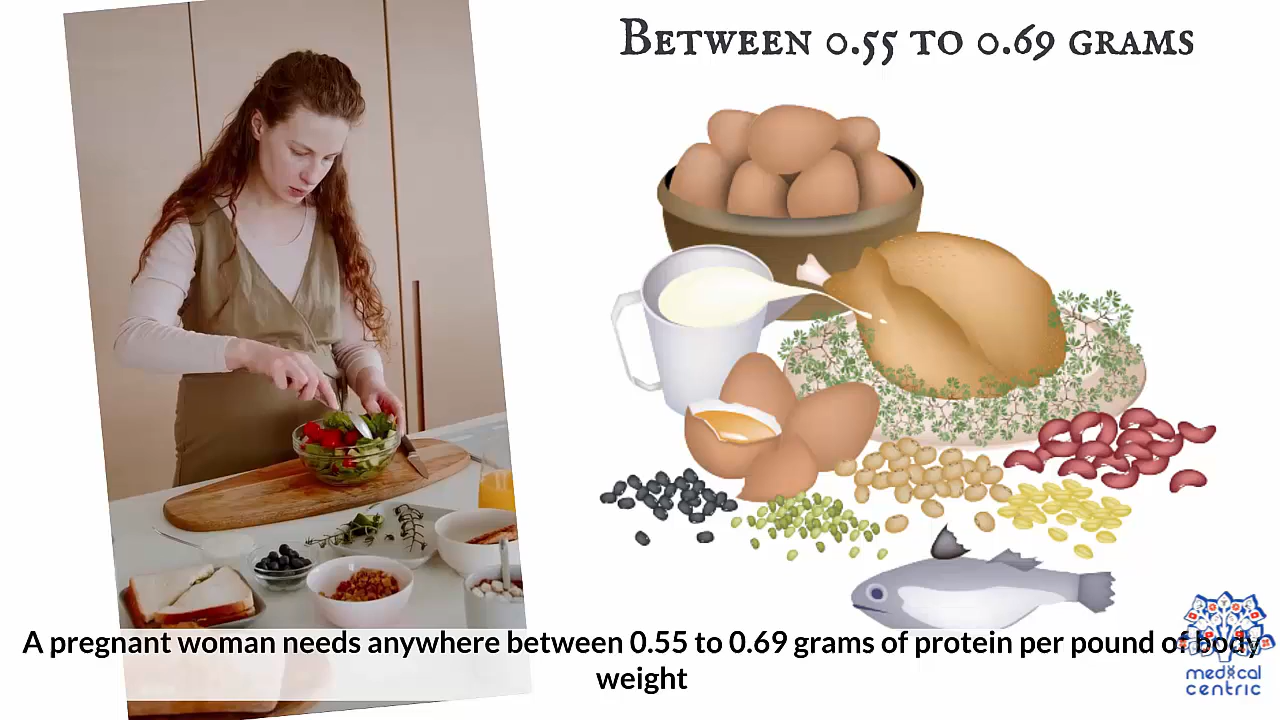 Between 0.55 to 0.69 grams
A pregnant woman needs anywhere between 0.55 to 0.69 grams of protein per pound of body
weight
medical
centric